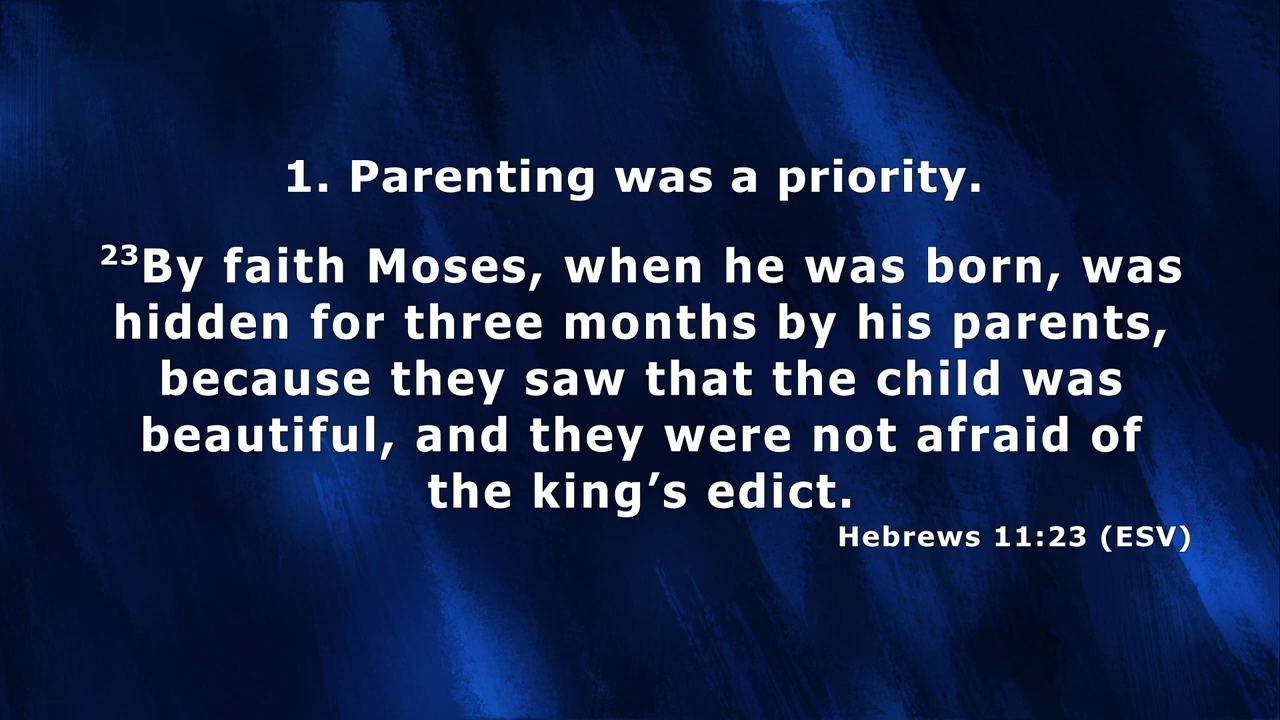 1. Parenting was a priority.
²³By faith Moses, when he was born, was
hidden for three months by his parents,
because they saw that the child was
beautiful, and they were not afraid of
the king’s edict.
Hebrews 11:23 (ESV)